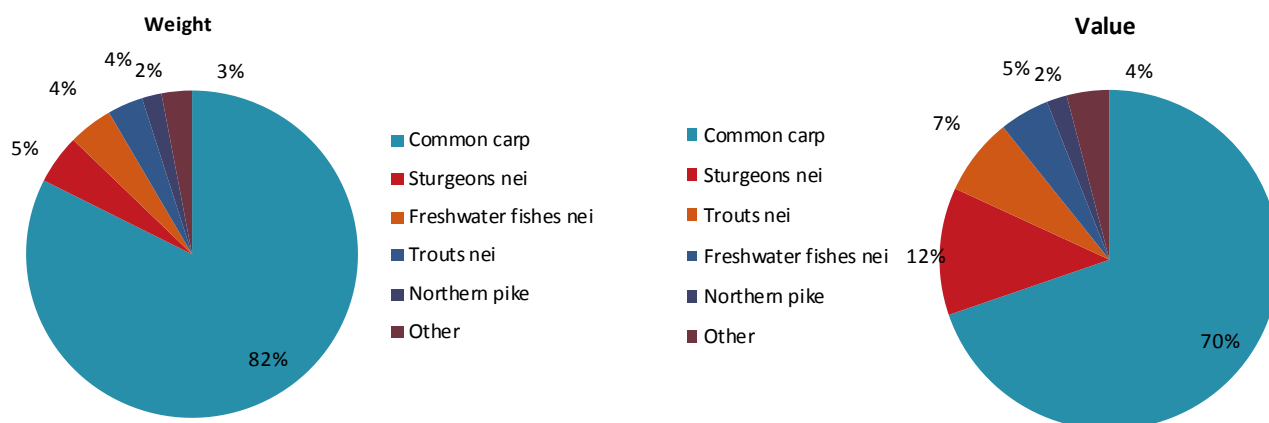 Weight
4%
2%
3%
4%
5%
82%
Common carp
Sturgeons nei
Freshwater fishes nei
Trouts nei
Northern pike
Other
Value
5%
2%
4%
7%
12%
70%
Common carp
Sturgeons nei
Trouts nei
Freshwater fishes nei
Northern pike
Other